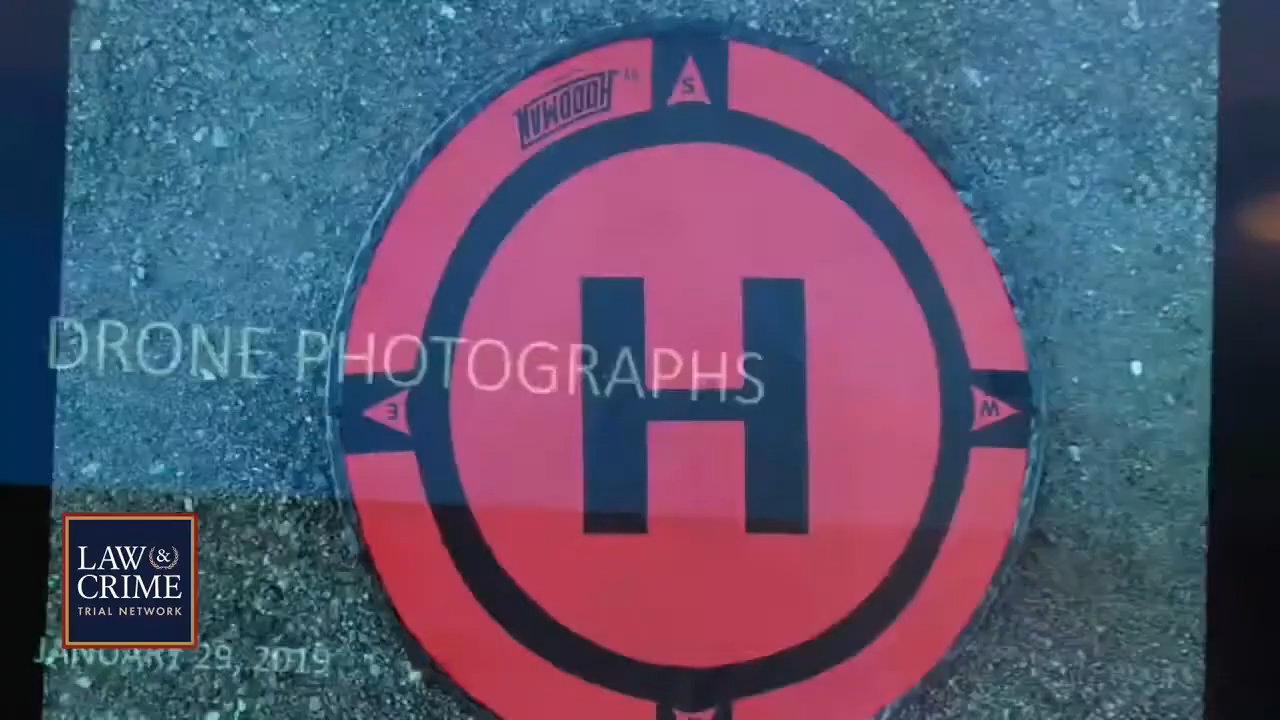 HOODMAN
S
DRONE PHOTOGRAPHS
H
E
W
LAW &
CRIME
TRIAL NETWORK
JANUARY 29, 2019